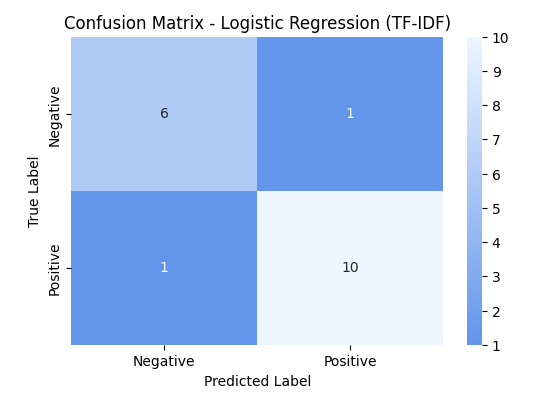 Confusion Matrix - Logistic Regression (TF-IDF)
True Label
Negative
Positive
6
1
1
10
Negative
Positive
Predicted Label
10
9
8
7
6
5
4
3
2
1